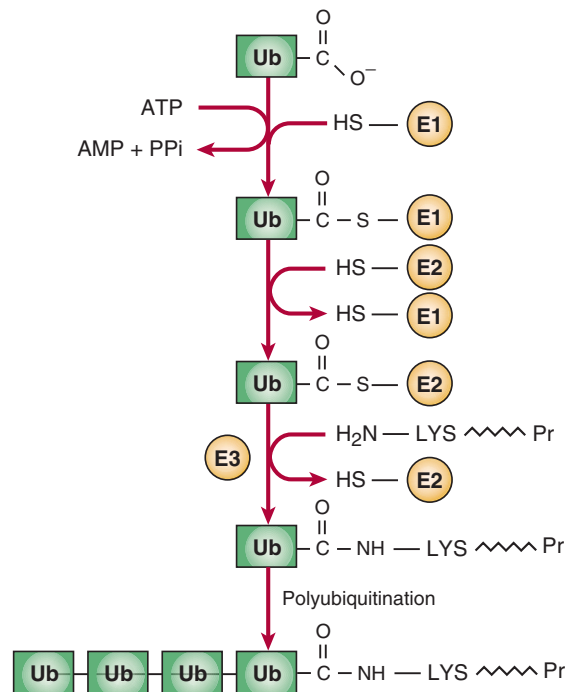 O
Ub C O–
ATP HS E1
AMP + PPi
O
Ub C S E1
HS E2
HS E1
O
Ub C S E2
H2N LYS Pr
E3
HS E2
O
Ub C NH LYS Pr
Polyubiquitination
O
Ub Ub Ub Ub C NH LYS Pr